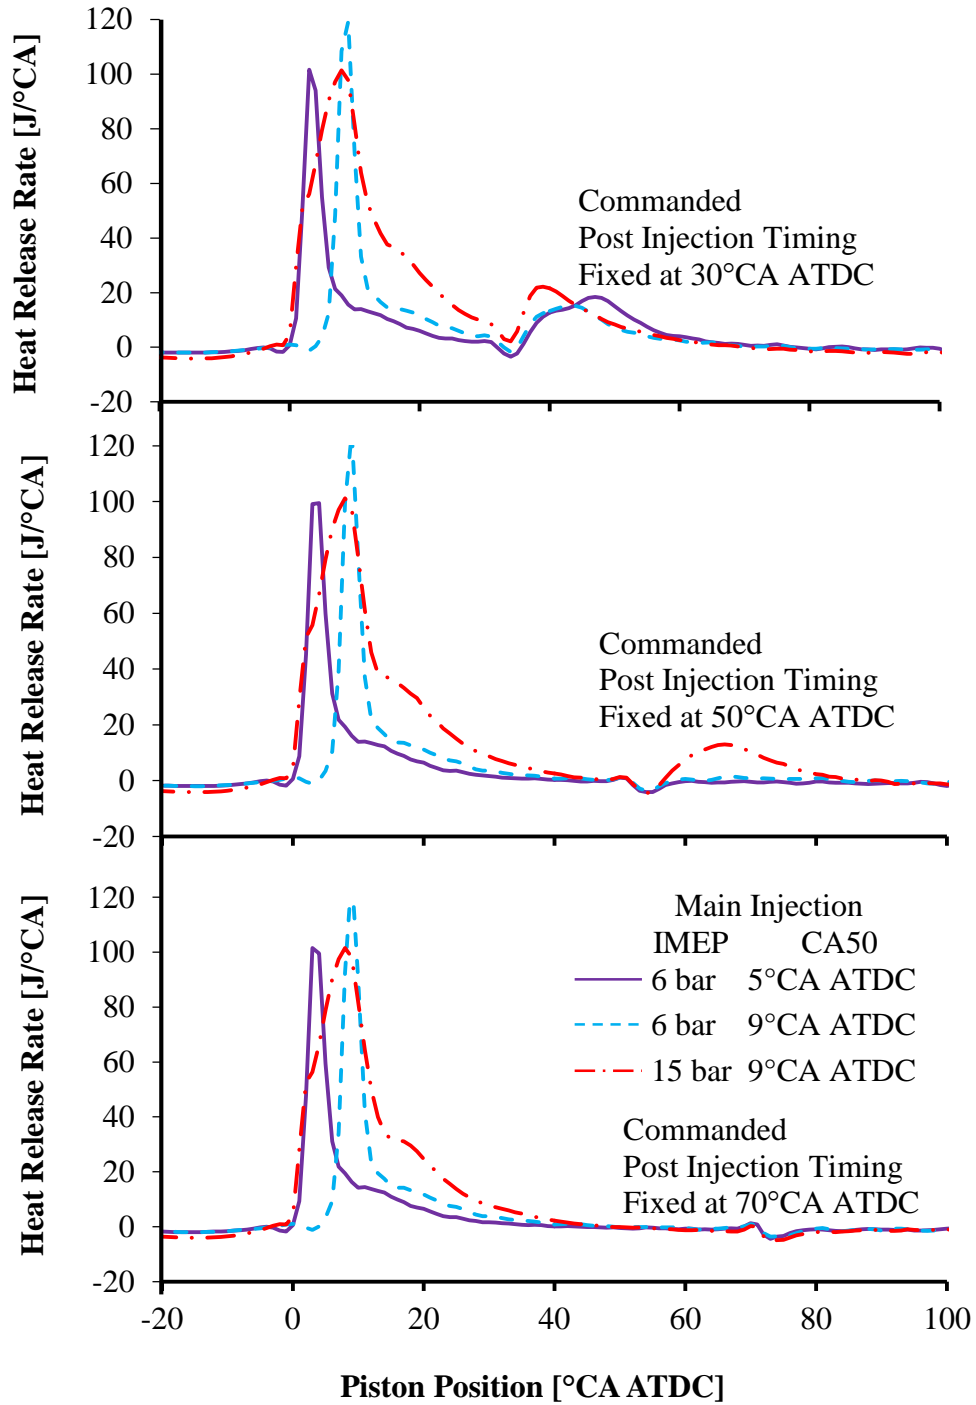 Heat Release Rate [J/°CA]
120
100
80
60
40
20
0
-20
Commanded
Post Injection Timing
Fixed at 30°CA ATDC
Heat Release Rate [J/°CA]
120
100
80
60
40
20
0
-20
Commanded
Post Injection Timing
Fixed at 50°CA ATDC
Heat Release Rate [J/°CA]
120
100
80
60
40
20
0
-20
Main Injection
IMEP CA50
6 bar 5°CA ATDC
6 bar 9°CA ATDC
15 bar 9°CA ATDC
Commanded
Post Injection Timing
Fixed at 70°CA ATDC
-20 0 20 40 60 80 100
Piston Position [°CA ATDC]